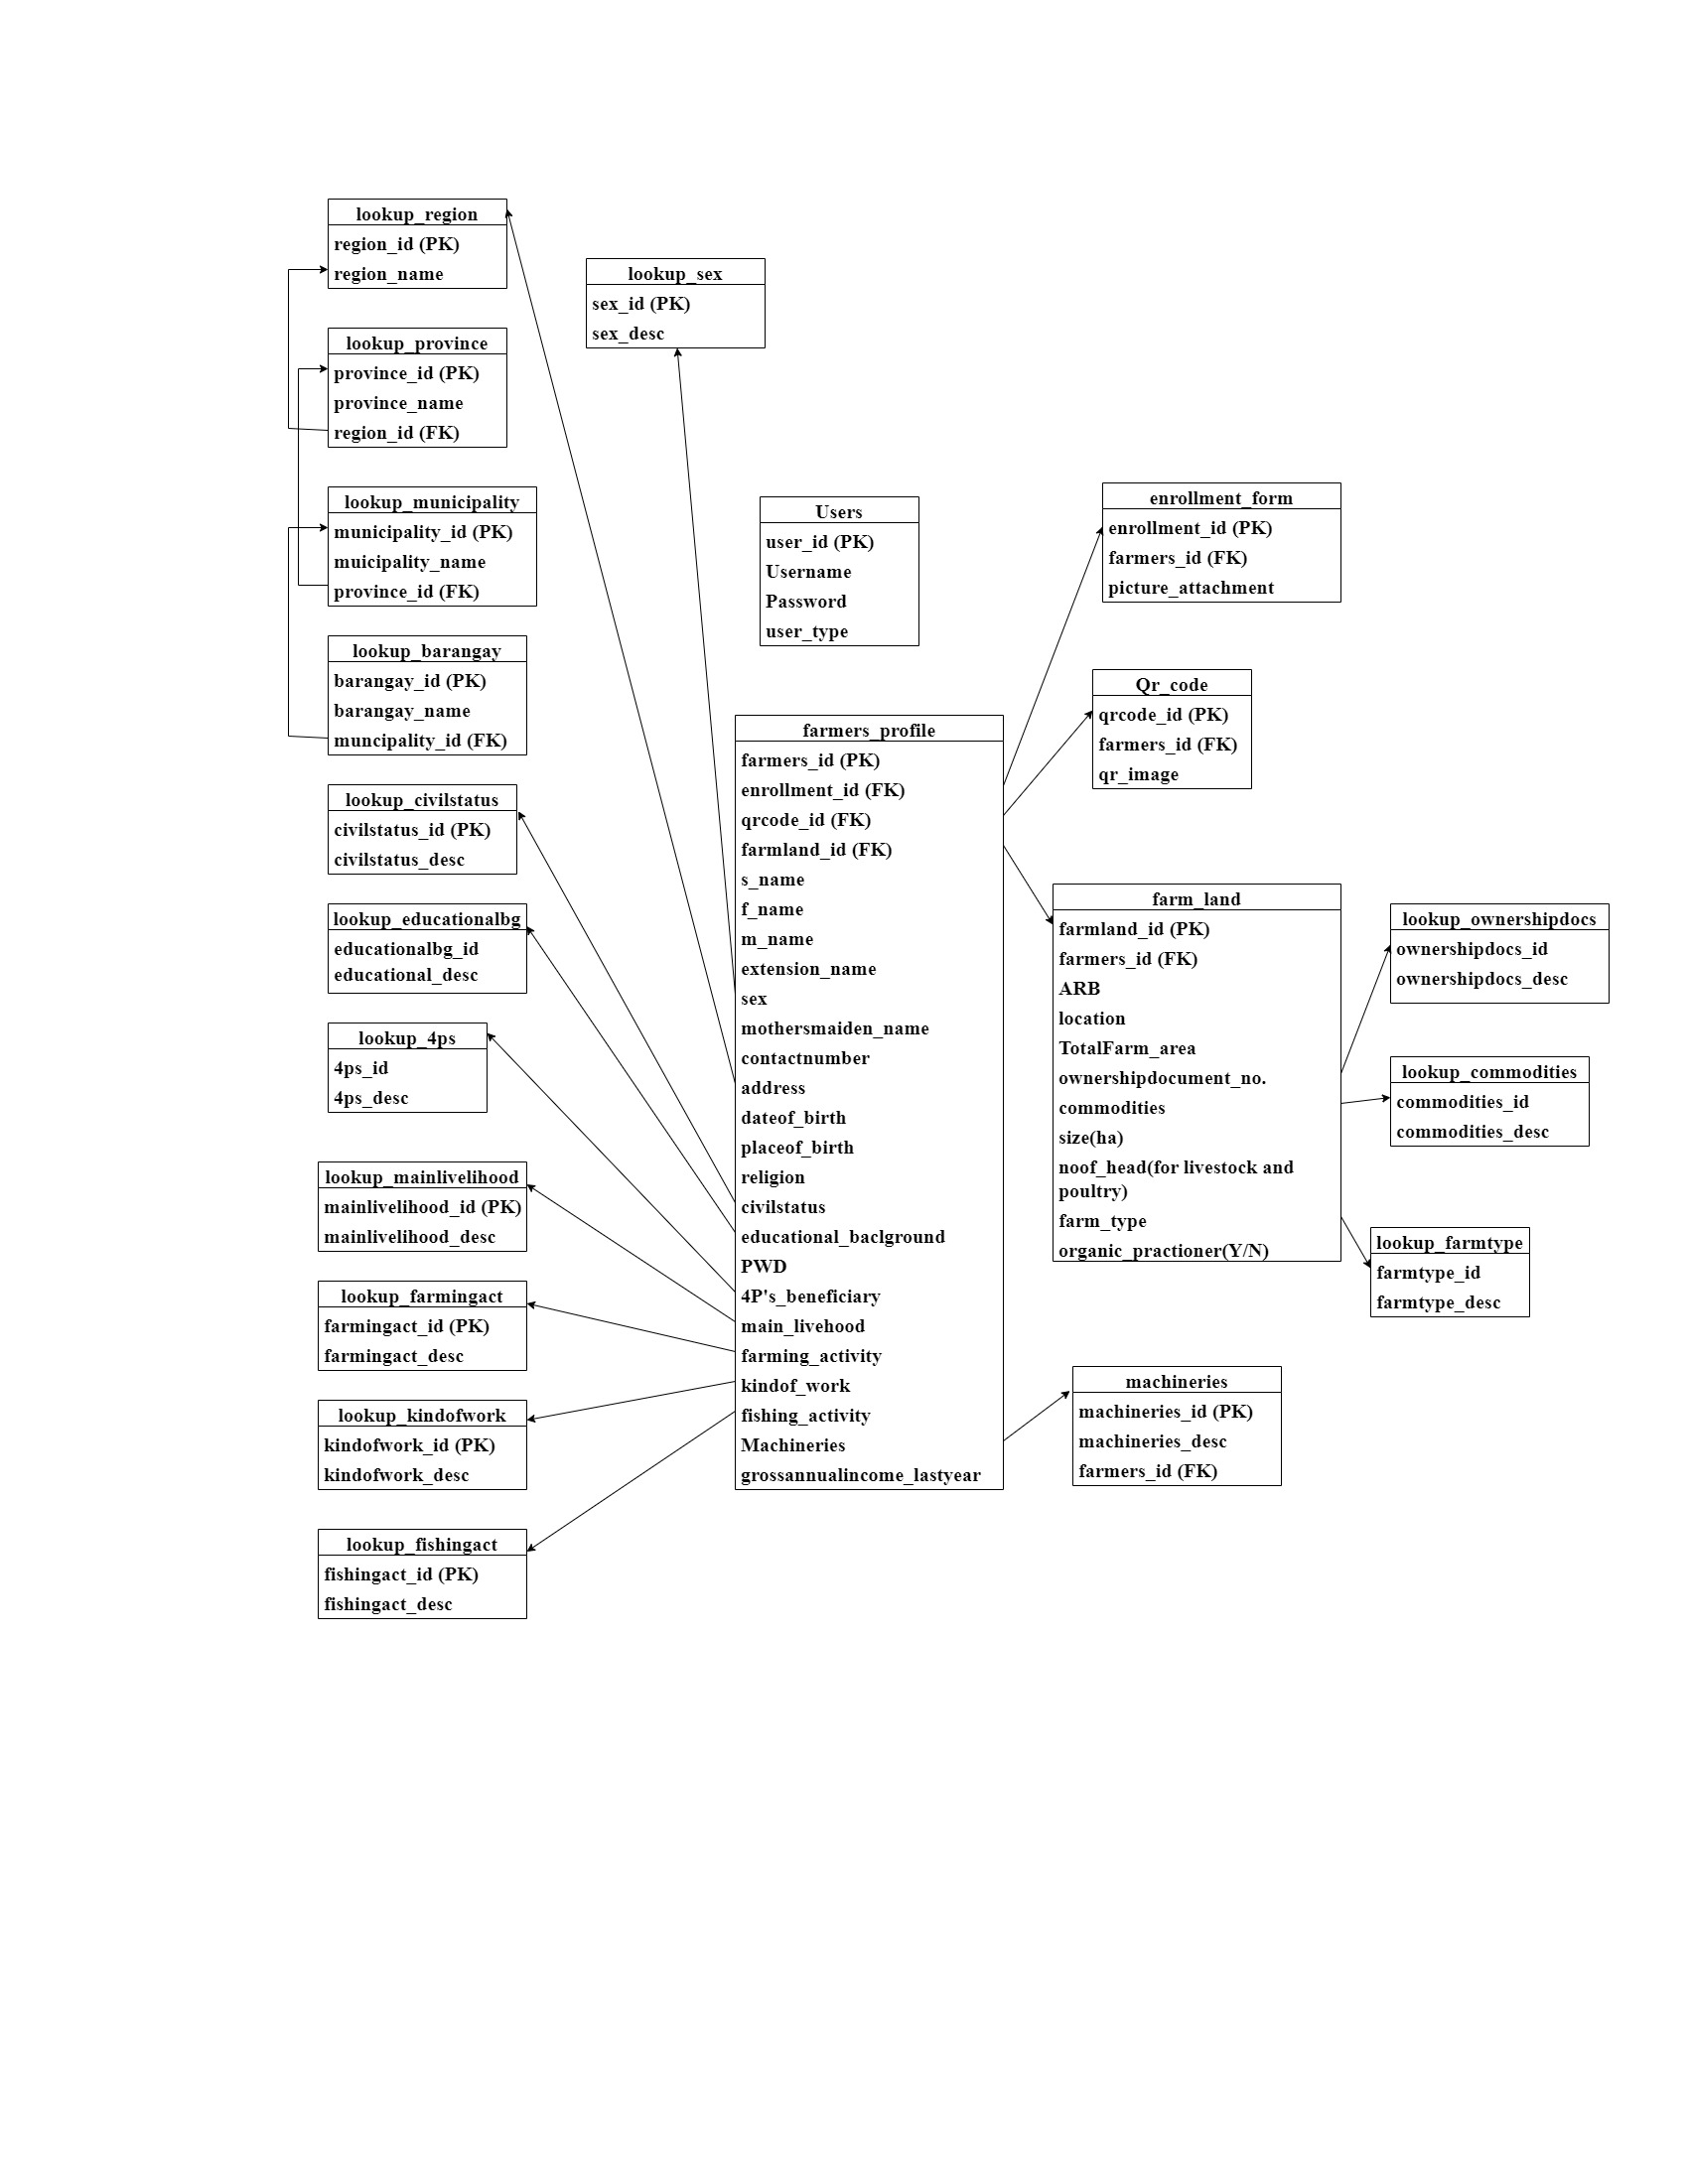 lookup_region
region_id (PK)
region_name
lookup_province
province_id (PK)
province_name
region_id (FK)
lookup_municipality
municipality_id (PK)
muicipality_name
province_id (FK)
lookup_barangay
barangay_id (PK)
barangay_name
muncipality_id (FK)
lookup_civilstatus
civilstatus_id (PK)
civilstatus_desc
lookup_educationalbg
educationalbg_id
educational_desc
lookup_4ps
4ps_id
4ps_desc
lookup_mainlivelihood
mainlivelihood_id (PK)
mainlivelihood_desc
lookup_farmingact
farmingact_id (PK)
farmingact_desc
lookup_kindofwork
kindofwork_id (PK)
kindofwork_desc
lookup_fishingact
fishingact_id (PK)
fishingact_desc
lookup_sex
sex_id (PK)
sex_desc
Users
user_id (PK)
Username
Password
user_type
farmers_profile
farmers_id (PK)
enrollment_id (FK)
qrcode_id (FK)
farmland_id (FK)
s_name
f_name
m_name
extension_name
sex
mothersmaiden_name
contactnumber
address
dateof_birth
placeof_birth
religion
civilstatus
educational_baclground
PWD
4P's_beneficiary
main_livehood
farming_activity
kindof_work
fishing_activity
Machineries
grossannualincome_lastyear
enrollment_form
enrollment_id (PK)
farmers_id (FK)
picture_attachment
Qr_code
qrcode_id (PK)
farmers_id (FK)
qr_image
farm_land
farmland_id (PK)
farmers_id (FK)
ARB
location
TotalFarm_area
ownershipdocument_no.
commodities
size(ha)
noof_head(for livestock and
poultry)
farm_type
organic_practioner(Y/N)
lookup_ownershipdocs
ownershipdocs_id
ownershipdocs_desc
lookup_commodities
commodities_id
commodities_desc
lookup_farmtype
farmtype_id
farmtype_desc
machineries
machineries_id (PK)
machineries_desc
farmers_id (FK)